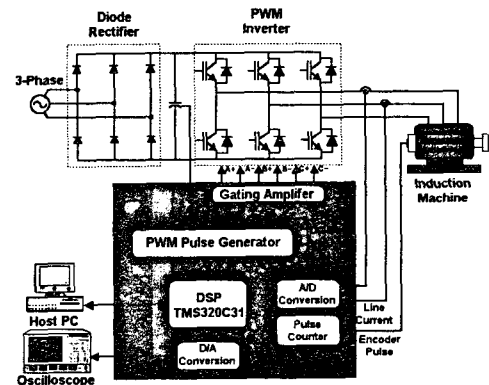 Diode
Rectifier
PWM
Inverter
3-Phase
A+ A- B+ B- C+ C-
Gating Amplifer
Induction
Machine
PWM Pulse Generator
DSP
TMS320C31
A/D
Conversion
Pulse
Counter
Line
Current
Encoder
Pulse
D/A
Conversion
Host PC
Oscilloscope